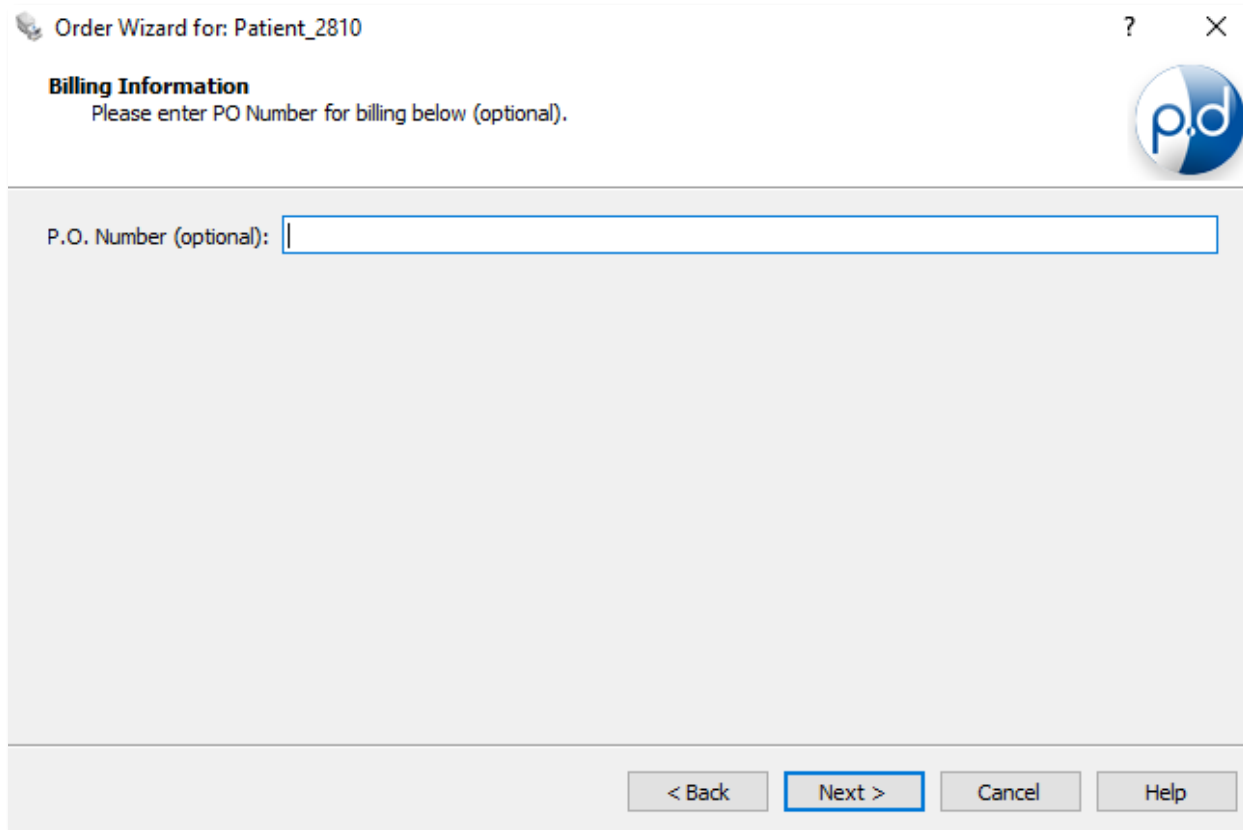 Order Wizard for: Patient_2810
?
Billing Information
Please enter PO Number for billing below (optional).
p.d
P.O. Number (optional):
< Back Next > Cancel Help